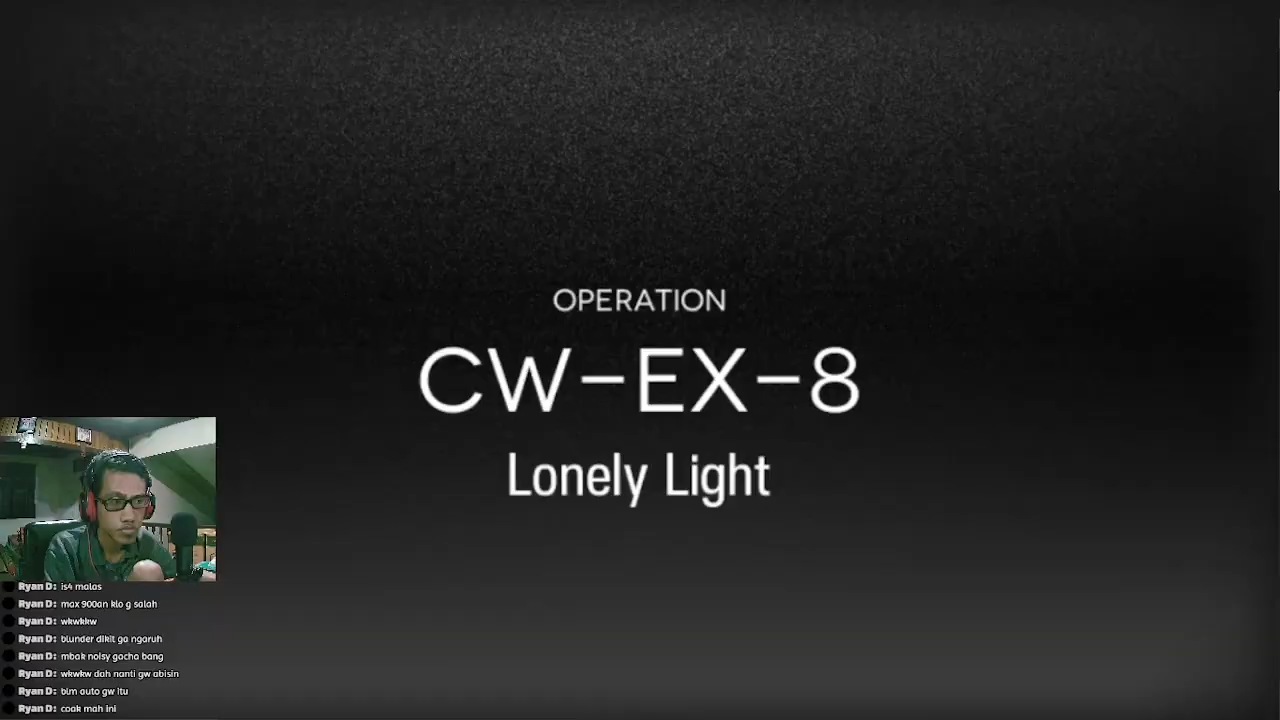 OPERATION
CW-EX-8
Lonely Light
Ryan D: is4 malas
Ryan D: max 900an klo g salah
Ryan D: wkwkkw
Ryan D: blunder dikit ga ngaruh
Ryan D: mbak noisy gacha bang
Ryan D: wkwkw dah nanti gw abisin
Ryan D: blm auto gw itu
Ryan D: coak mah ini